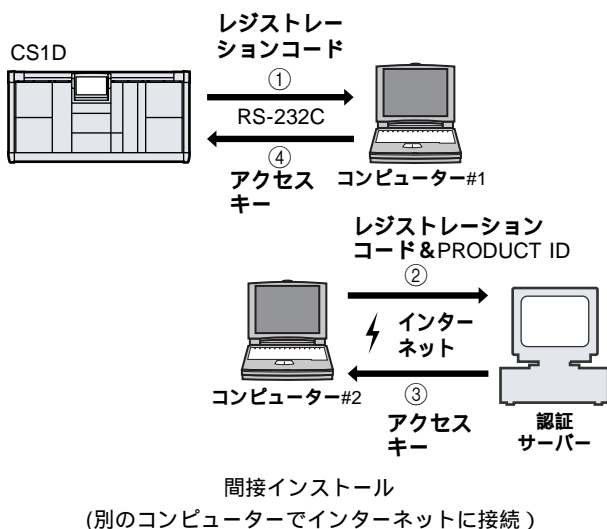 レジストレー
ションコード
CS1D
①
RS-232C
④
アクセス
キー
コンピューター#1
レジストレーション
コード&PRODUCT ID
②
インター
ネット
コンピューター#2
③
アクセス
キー
認証
サーバー
間接インストール
(別のコンピューターでインターネットに接続)